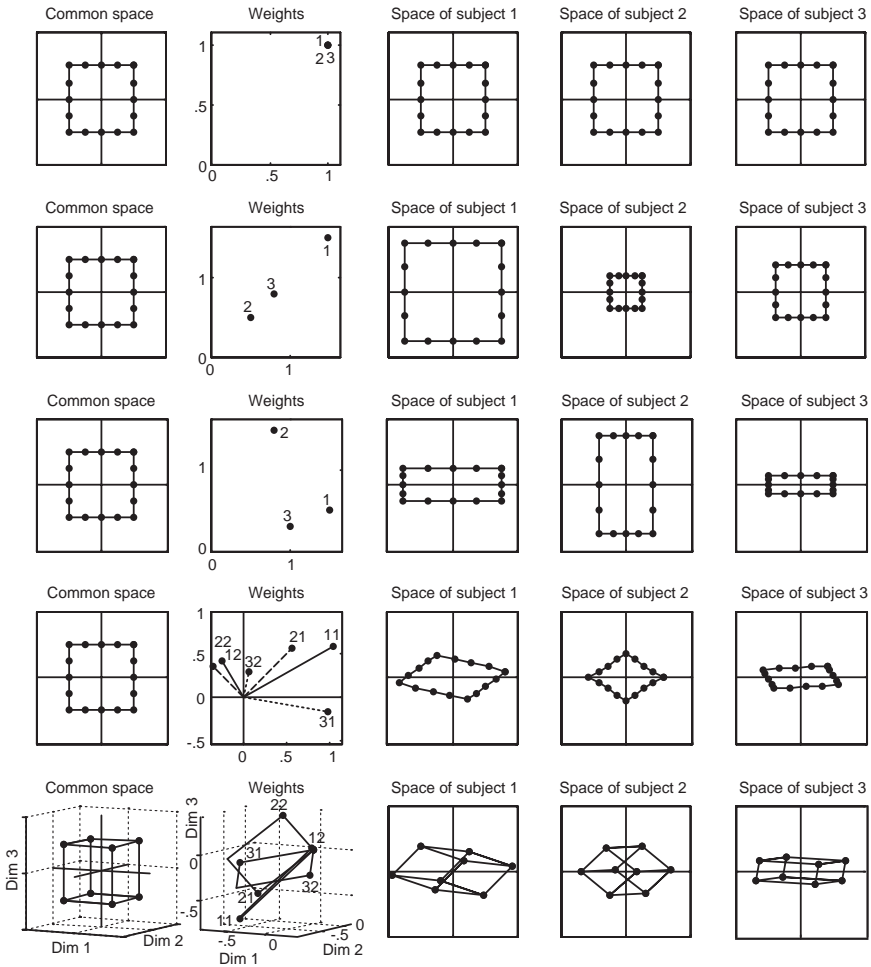 Common space Weights Space of subject 1 Space of subject 2 Space of subject 3
1
1
2 3
.5
0
0 .5 1
Common space Weights Space of subject 1 Space of subject 2 Space of subject 3
1
1
3
2
0
0 1
Common space Weights Space of subject 1 Space of subject 2 Space of subject 3
2
1
1
3
0
0 1
Common space Weights Space of subject 1 Space of subject 2 Space of subject 3
1
22 21 11
.5
12 32
0
31
-.5
0 .5 1
Common space Weights Space of subject 1 Space of subject 2 Space of subject 3
Dim 3
22
12
31
0
Dim 3
32
21
-.5
11
0
-.5 0 -.5
Dim 1 Dim 2 Dim 1 Dim 2